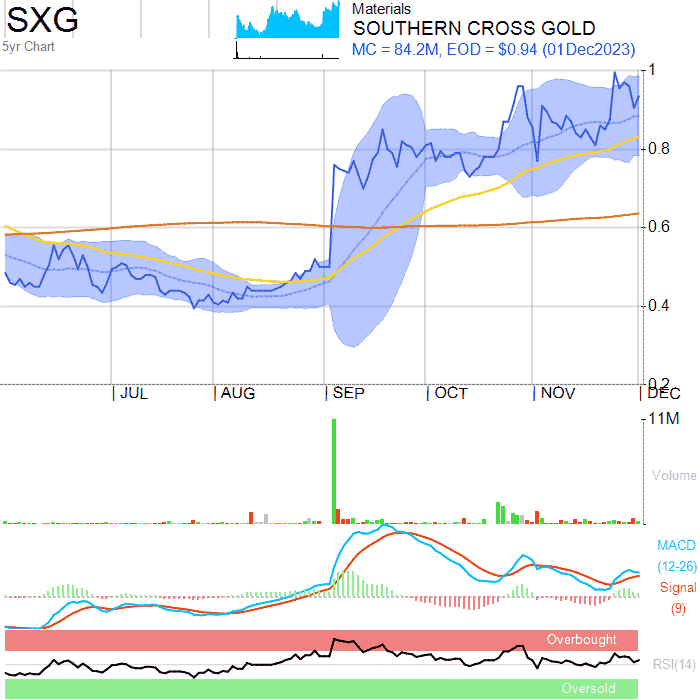 SXG
5yr Chart
Materials
SOUTHERN CROSS GOLD
MC = 84.2M, EOD = $0.94 (01Dec2023)
1
0.8
0.6
0.4
0.2
JUL
AUG
SEP
OCT
NOV
DEC
11M
Volume
MACD
(12-26)
Signal
(9)
Overbought
RSI(14)
Oversold